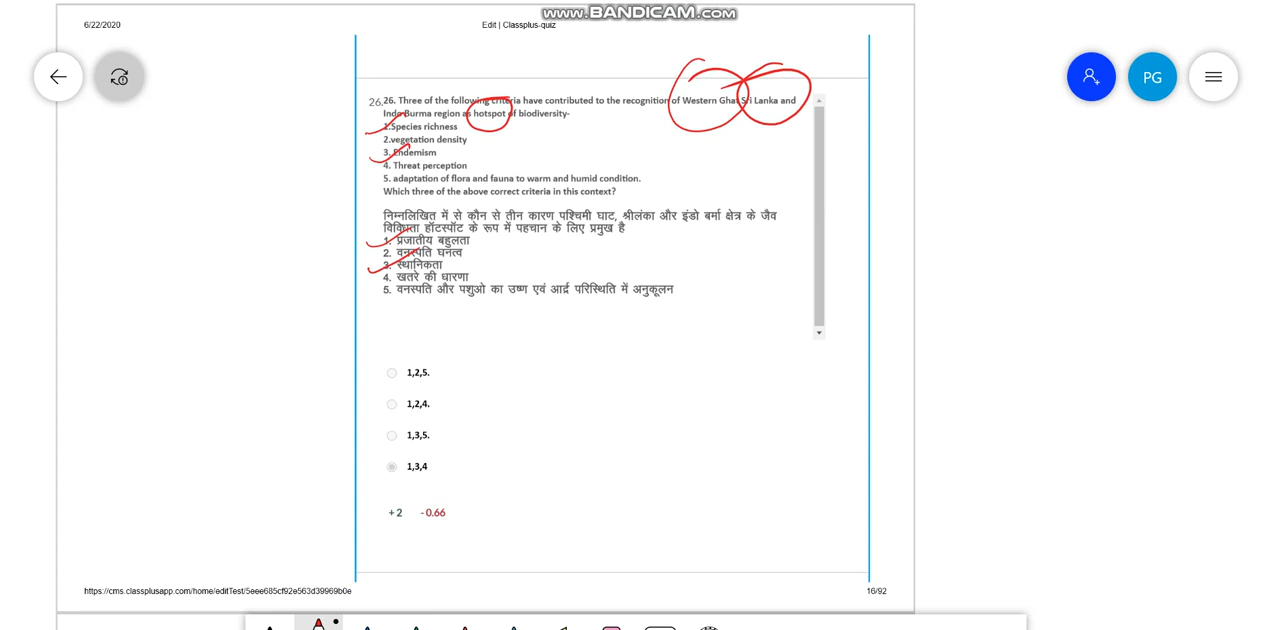 www.BANDICAM.com
6/22/2020
Edit | Classplus-quiz
PG
26. 26. Three of the following criteria have contributed to the recognition of Western Ghat Sri Lanka and
Indo Burma region as hotspot of biodiversity-
1.Species richness
2.vegetation density
3. Endemism
4. Threat perception
5. adaptation of flora and fauna to warm and humid condition.
Which three of the above correct criteria in this context?
निम्नलिखित में से कौन से तीन कारण पश्चिमी घाट, श्रीलंका और इंडो बर्मा क्षेत्र के जैव
विविधता हॉटस्पॉट के रूप में पहचान के लिए प्रमुख है
1. प्रजातीय बहुलता
2. वनस्पति घनत्व
3. स्थानिकता
4. खतरे की धारणा
5. वनस्पति और पशुओ का उष्ण एवं आर्द्र परिस्थिति में अनुकूलन
1,2,5.
1,2,4.
1,3,5.
1,3,4
+2 -0.66
https://cms.classplusapp.com/home/editTest/5eee685cf92e563d39969b0e
16/92